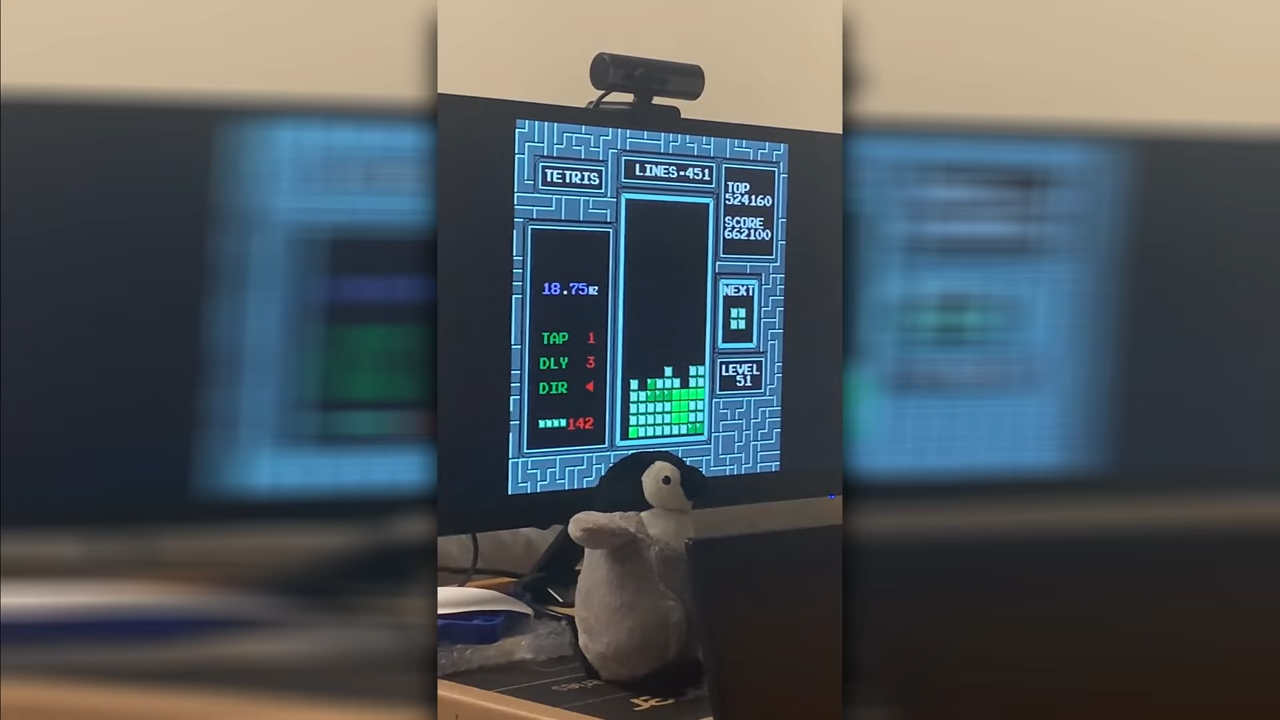 TETRIS
LINES-451
TOP
524160
SCORE
662100
18.75HZ
NEXT
TAP 1
DLY 3
DIR
LEVEL
51
142